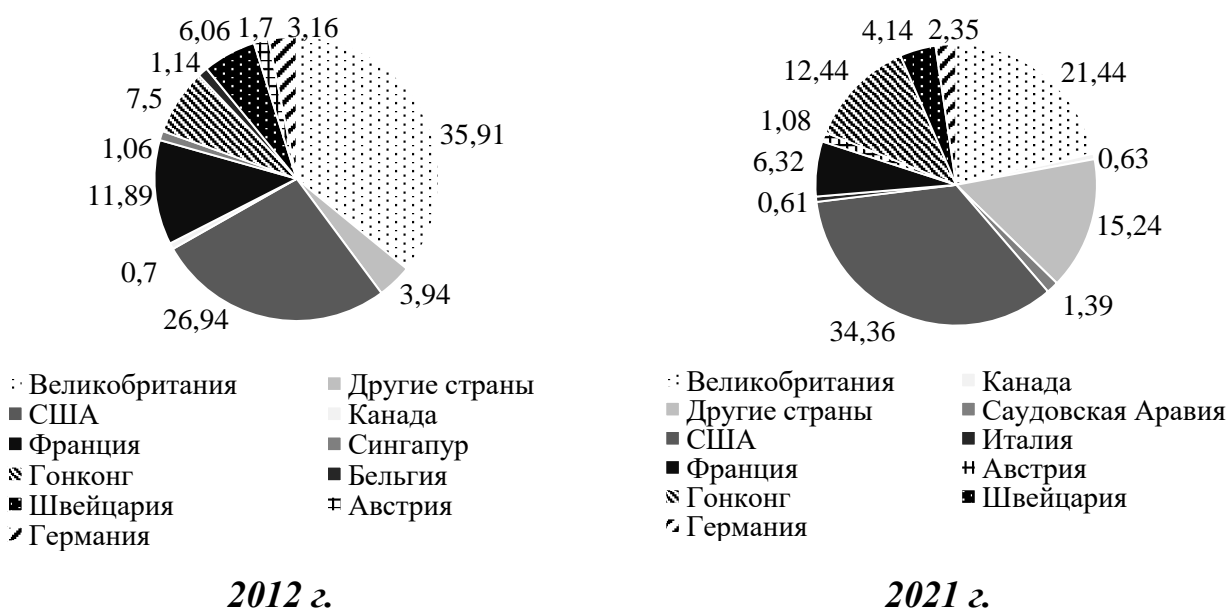 6,06
1,7
3,16
1,14
7,5
1,06
11,89
0,7
26,94
3,94
35,91
Великобритания
Другие страны
США
Канада
Франция
Сингапур
Гонконг
Бельгия
Швейцария
Австрия
Германия
2012 г.
4,14
2,35
12,44
21,44
1,08
0,63
6,32
0,61
15,24
1,39
34,36
Великобритания
Канада
Другие страны
Саудовская Аравия
США
Италия
Франция
Австрия
Гонконг
Швейцария
Германия
2021 г.